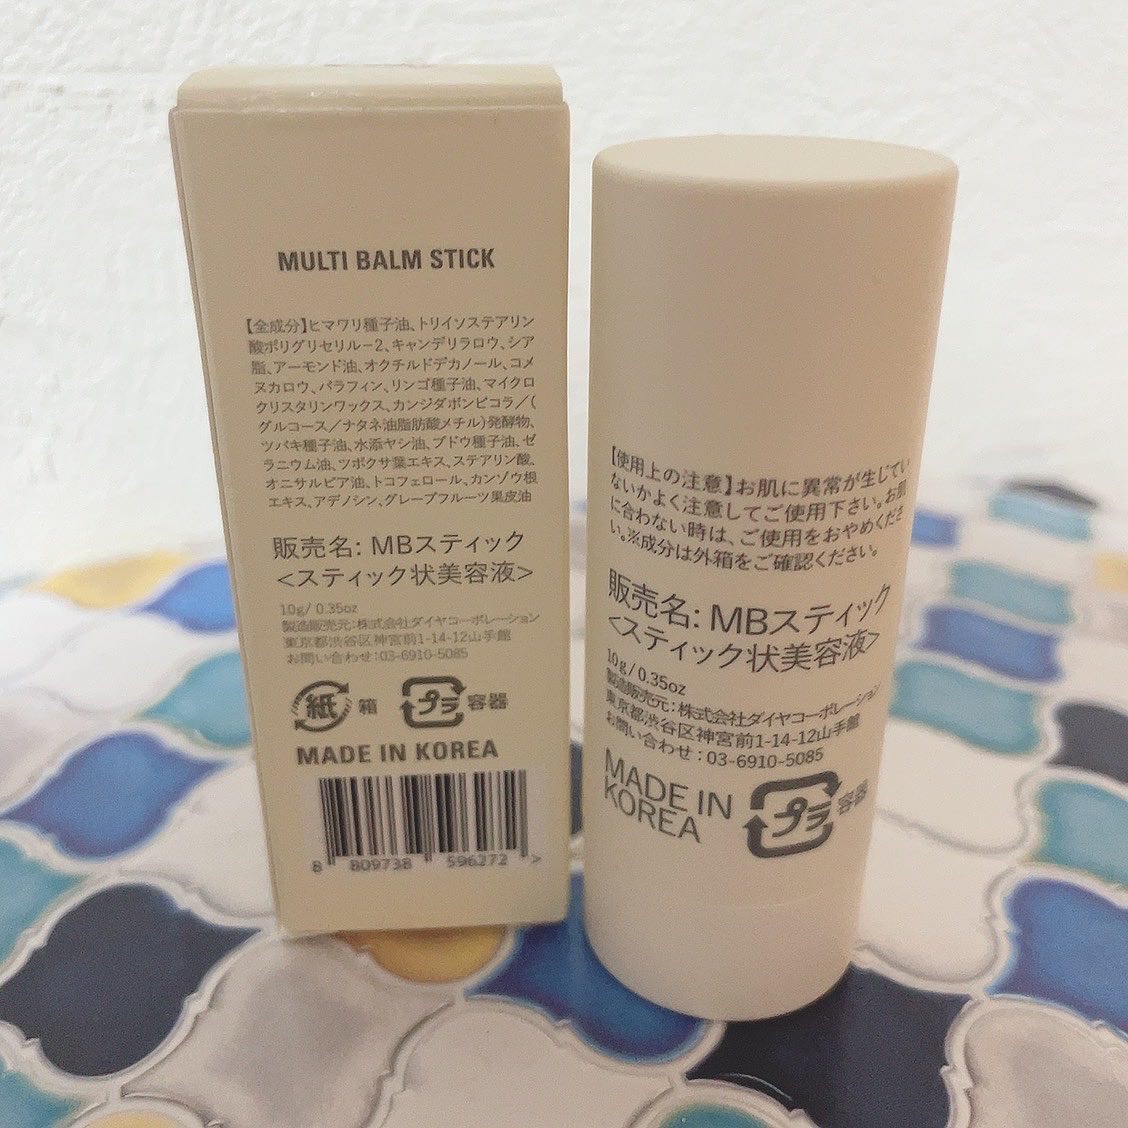 MULTI BALM STICK
【全成分】ヒマワリ種子油、トリイソステアリン
酸ポリグリセリル－2、キャンデリラロウ、シア
脂、アーモンド油、オクチルドデカノール、コメ
ヌカロウ、パラフィン、リンゴ種子油、マイクロ
クリスタリンワックス、カンジダボンビコラ／(
グルコース／ナタネ油脂肪酸メチル)発酵物、
ツバキ種子油、水添ヤシ油、ブドウ種子油、ゼ
ラニウム油、ツボクサ葉エキス、ステアリン酸、
オニサルビア油、トコフェロール、カンゾウ根
エキス、アデノシン、グレープフルーツ果皮油
販売名: MBスティック
<スティック状美容液>
10g/ 0.35oz
製造販売元:株式会社ダイヤコーポレーション
東京都渋谷区神宮前1-14-12山手館
お問い合わせ:03-6910-5085
紙 箱 プラ 容器
MADE IN KOREA
8 809738 596272 >
【使用上の注意】お肌に異常が生じてい
ないかよく注意してご使用下さい。お肌
に合わない時は、ご使用をおやめくださ
い。※成分は外箱をご確認ください。
販売名: MBスティック
<スティック状美容液>
10g/ 0.35oz
製造販売元:株式会社ダイヤコーポレーション
東京都渋谷区神宮前1-14-12山手館
お問い合わせ : 03-6910-5085
MADE IN
KOREA
プラ 容器